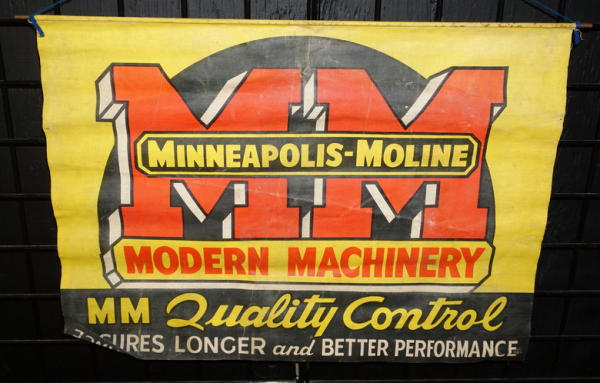 MM
MINNEAPOLIS-MOLINE
MODERN MACHINERY
MM Quality Control
LONGER and BETTER PERFORMANCE